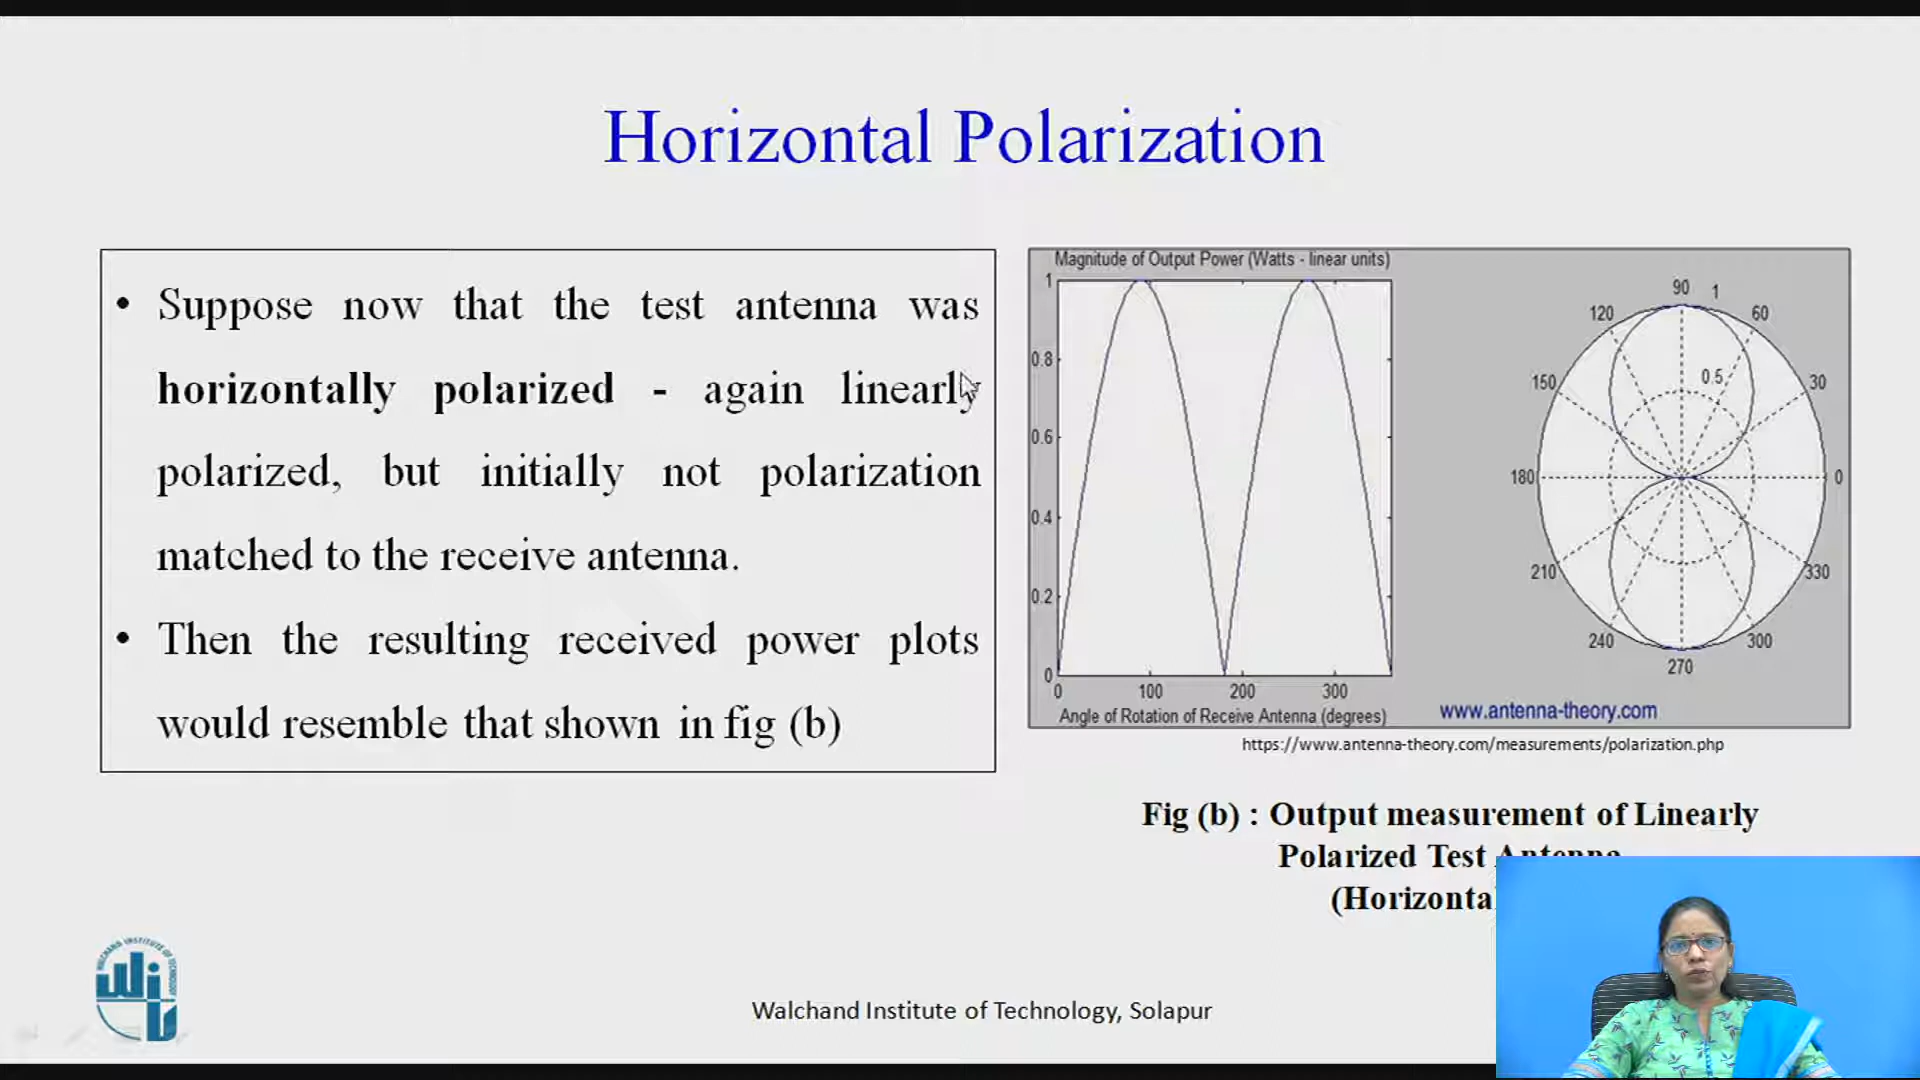 Horizontal Polarization
• Suppose now that the test antenna was
horizontally polarized - again linearly
polarized, but initially not polarization
matched to the receive antenna.
• Then the resulting received power plots
would resemble that shown in fig (b)
Magnitude of Output Power (Watts - linear units)
1
0.8
0.6
0.4
0.2
0
0 100 200 300
Angle of Rotation of Receive Antenna (degrees)
90 1
120 60
0.5
150 30
180 0
210 330
240 300
270
www.antenna-theory.com
https://www.antenna-theory.com/measurements/polarization.php
Fig (b) : Output measurement of Linearly
Polarized Test Antenna
(Horizontal
WALCHAND INSTITUTE OF TECHNOLOGY
Walchand Institute of Technology, Solapur